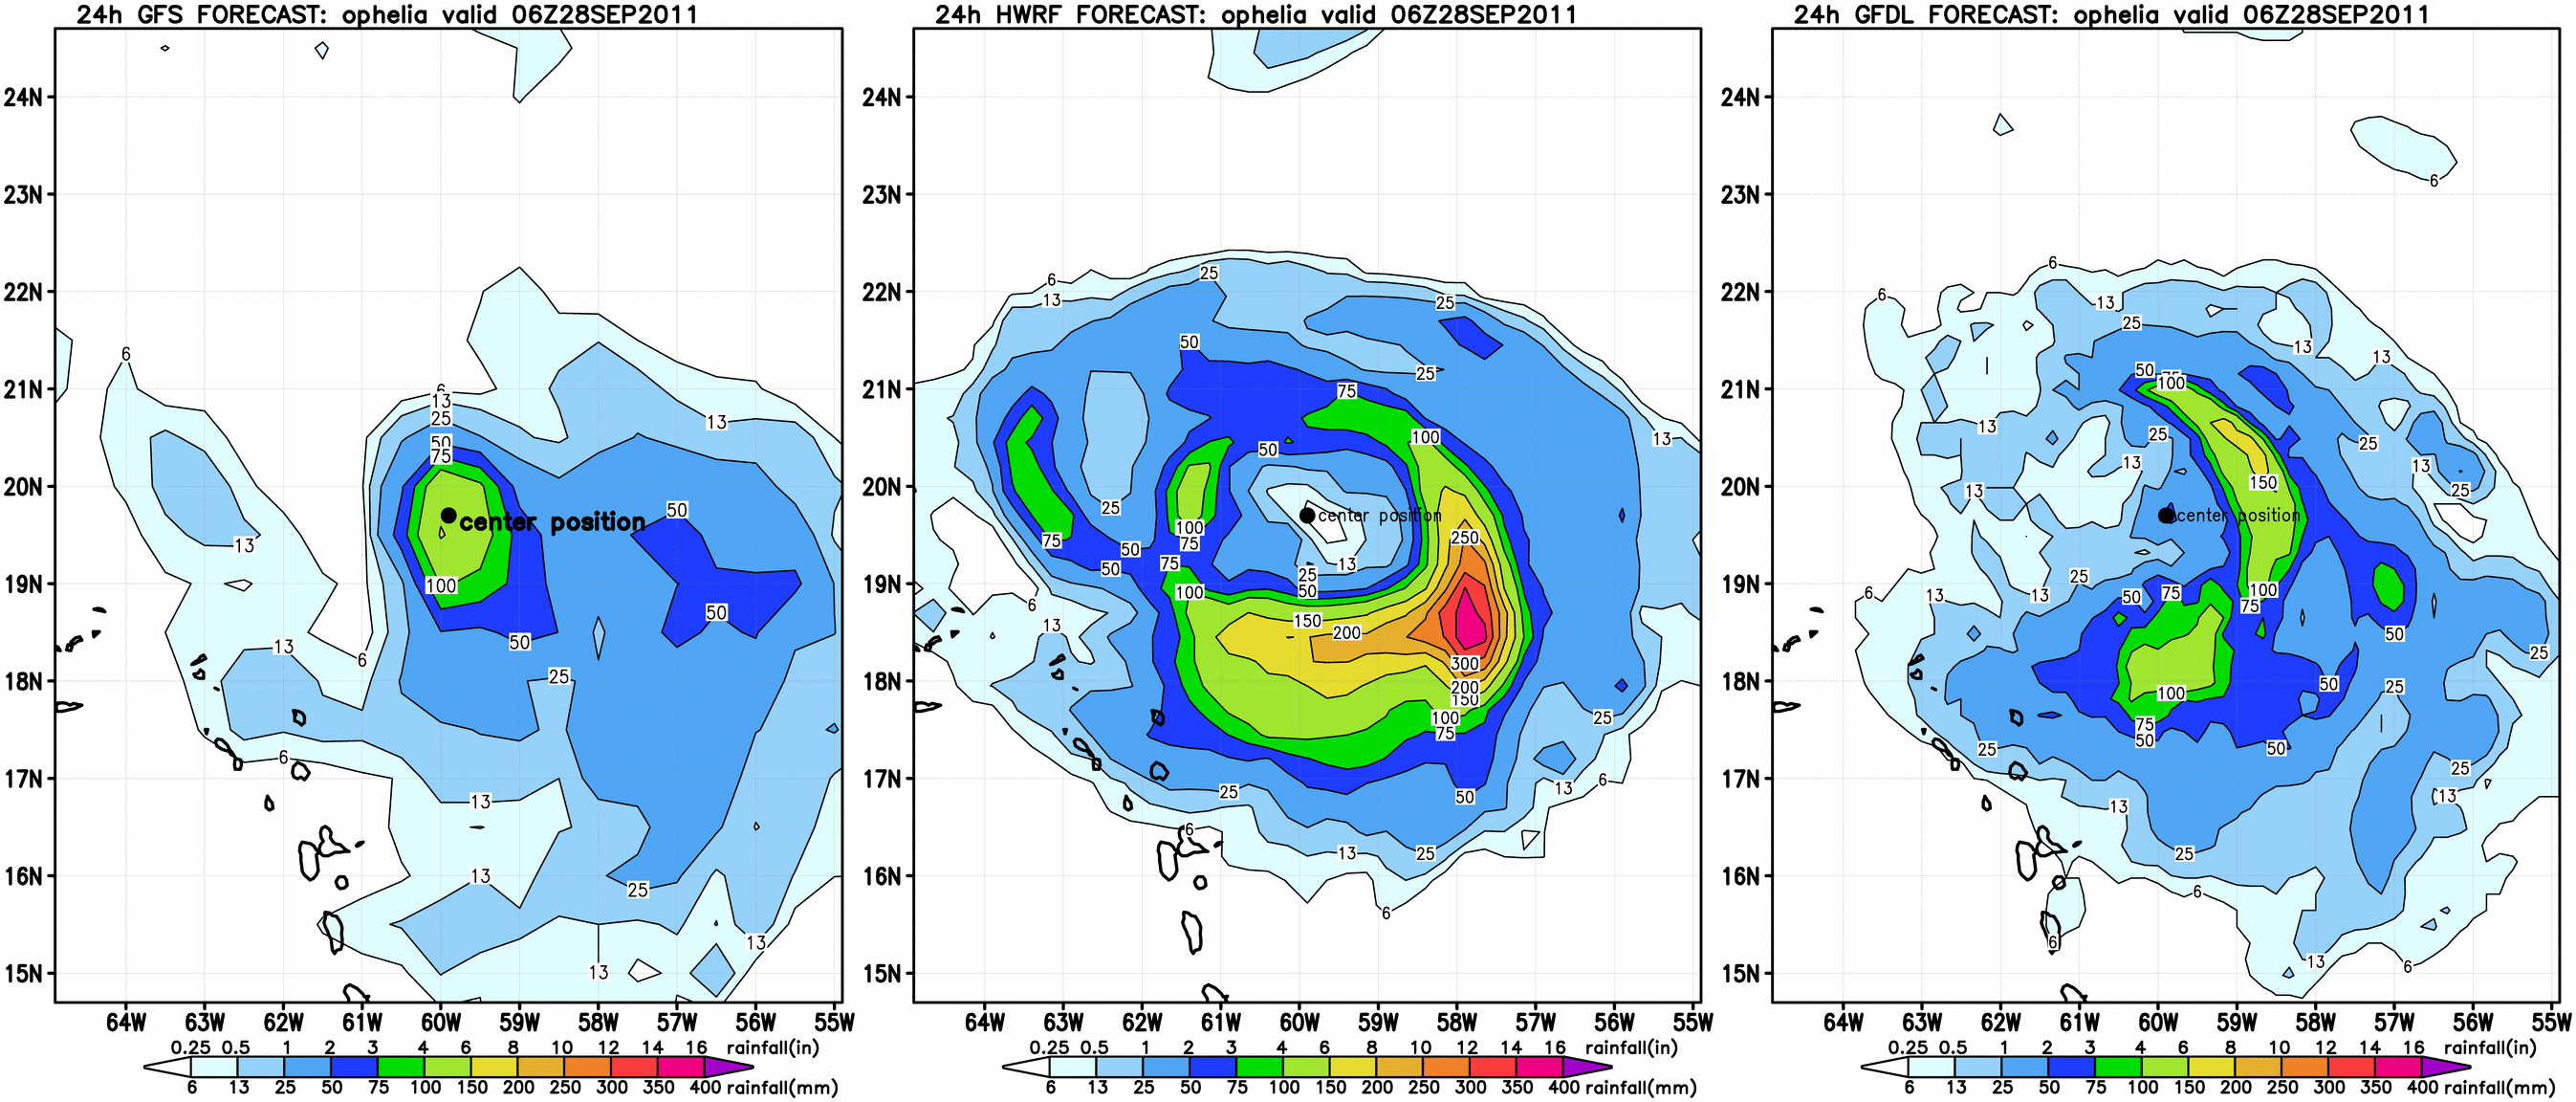 24h GFS FORECAST: ophelia valid 06Z28SEP2011
24N
23N
22N
21N
20N
19N
18N
17N
16N
15N
6
6
13
25
50
75
13
50
center position
13
100
50
50
13
6
25
6
13
13
25
13
13
64W 63W 62W 61W 60W 59W 58W 57W 56W 55W
0.25 0.5 1 2 3 4 6 8 10 12 14 16 rainfall(in)
6 13 25 50 75 100 150 200 250 300 350 400 rainfall(mm)
24h HWRF FORECAST: ophelia valid 06Z28SEP2011
24N
23N
22N
21N
20N
19N
18N
17N
16N
15N
6
25
13
25
50
25
75
100
13
50
25
center position
100
75
75
250
50
50
75
13
25
50
100
6
13
150
200
300
200
150
100
75
25
6
13
25
50
6
13
25
6
64W 63W 62W 61W 60W 59W 58W 57W 56W 55W
0.25 0.5 1 2 3 4 6 8 10 12 14 16 rainfall(in)
6 13 25 50 75 100 150 200 250 300 350 400 rainfall(mm)
24h GFDL FORECAST: ophelia valid 06Z28SEP2011
24N
23N
22N
21N
20N
19N
18N
17N
16N
15N
6
6
6
13
25
13
13
50
75
100
13
25
25
13
13
150
25
13
center position
25
6
13
13
50
75
100
75
50
25
50
25
100
75
50
50
25
25
13
13
25
6
6
13
6
64W 63W 62W 61W 60W 59W 58W 57W 56W 55W
0.25 0.5 1 2 3 4 6 8 10 12 14 16 rainfall(in)
6 13 25 50 75 100 150 200 250 300 350 400 rainfall(mm)